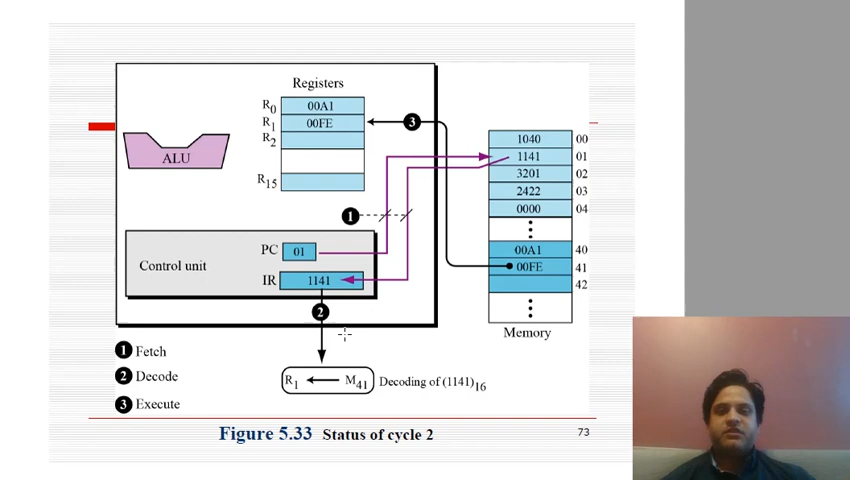 Registers
R0 00A1
R1 00FE
R2
R15
ALU
3
1040 00
1141 01
3201 02
2422 03
0000 04
00A1 40
00FE 41
42
Memory
1
PC 01
Control unit
IR 1141
2
1 Fetch
2 Decode
3 Execute
R1 ← M41 Decoding of (1141)16
Figure 5.33 Status of cycle 2
73